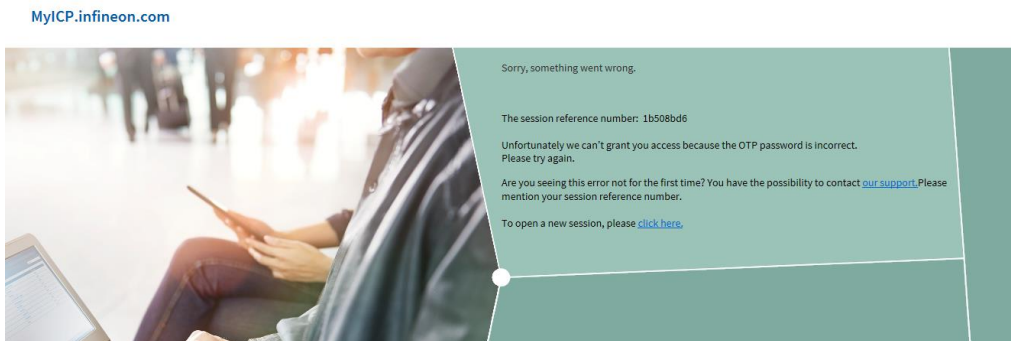 MyICP.infineon.com
Sorry, something went wrong.
The session reference number: 1b508bd6
Unfortunately we can't grant you access because the OTP password is incorrect.
Please try again.
Are you seeing this error not for the first time? You have the possibility to contact our support.Please
mention your session reference number.
To open a new session, please click here.